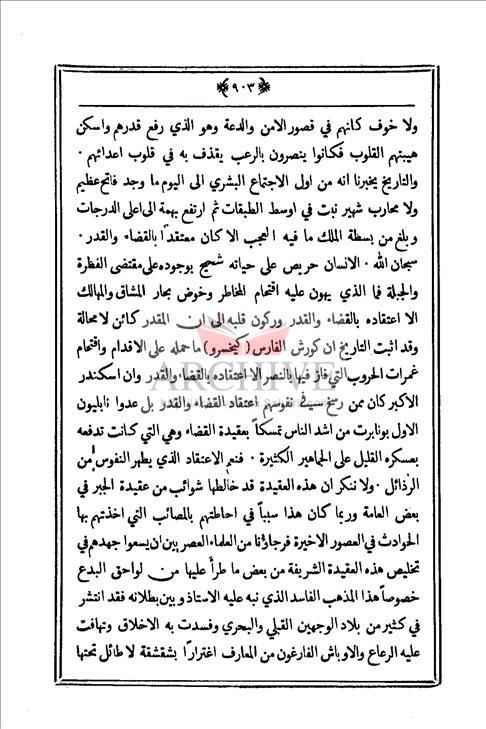 ﴿٩٠٣﴾
ولا خوف كانهم في قصور الامن والدعة وهو الذي رفع قدرهم واسكن
هيبتهم القلوب فكانوا ينصرون بالرعب يقذف به في قلوب اعدائهم ·
والتاريخ يخبرنا انه من اول الاجتماع البشري الى اليوم ما وجد فاتح عظيم
ولا محارب شهير نبت في اوسط الطبقات ثم ارتفع بهمة الى اعلى الدرجات
وبلغ من بسطة الملك ما فيه العجب الا كان معتقداً بالقضاء والقدر ·
سبحان الله · الانسان حريص على حياته شحيح بوجوده على مقتضى الفطرة
والجبلة فما الذي يهون عليه اقتحام المخاطر وخوض بحار المشاق والمهالك
الا اعتقاده بالقضاء والقدر وركون قلبه الى ان المقدر كائن لا محالة
وقد اثبت التاريخ ان كورش الفارس (كيخسرو) ما حمله على الاقدام واقتحام
غمرات الحروب التي فاز فيها بالنصر الا اعتقاده بالقضاء والقدر وان اسكندر
الاكبر كان ممن رسخ في نفوسهم اعتقاد القضاء والقدر بل عدوا نابليون
الاول بونابرت من اشد الناس تمسكاً بعقيدة القضاء وهي التي كانت تدفعه
بعسكره القليل على الجماهير الكثيرة · فنعم الاعتقاد الذي يطهر النفوس من
الرذائل · ولا ننكر ان هذه العقيدة قد خالطها شوائب من عقيدة الجبر في
بعض العامة وربما كان هذا سبباً في احاطتهم بالمصائب التي اخذتهم بها
الحوادث في العصور الاخيرة فرجاؤنا من العلماء العصريين ان يسعوا جهدهم في
تخليص هذه العقيدة الشريفة من بعض ما طرأ عليها من لواحق البدع
خصوصاً هذا المذهب الفاسد الذي نبه عليه الاستاذ وبين بطلانه فقد انتشر
في كثير من بلاد الوجهين القبلي والبحري وفسدت به الاخلاق وتهافت
عليه الرعاع والاوباش الفارغون من المعارف اغتراراً بشقشقة لا طائل تحتها
ARCHIVE